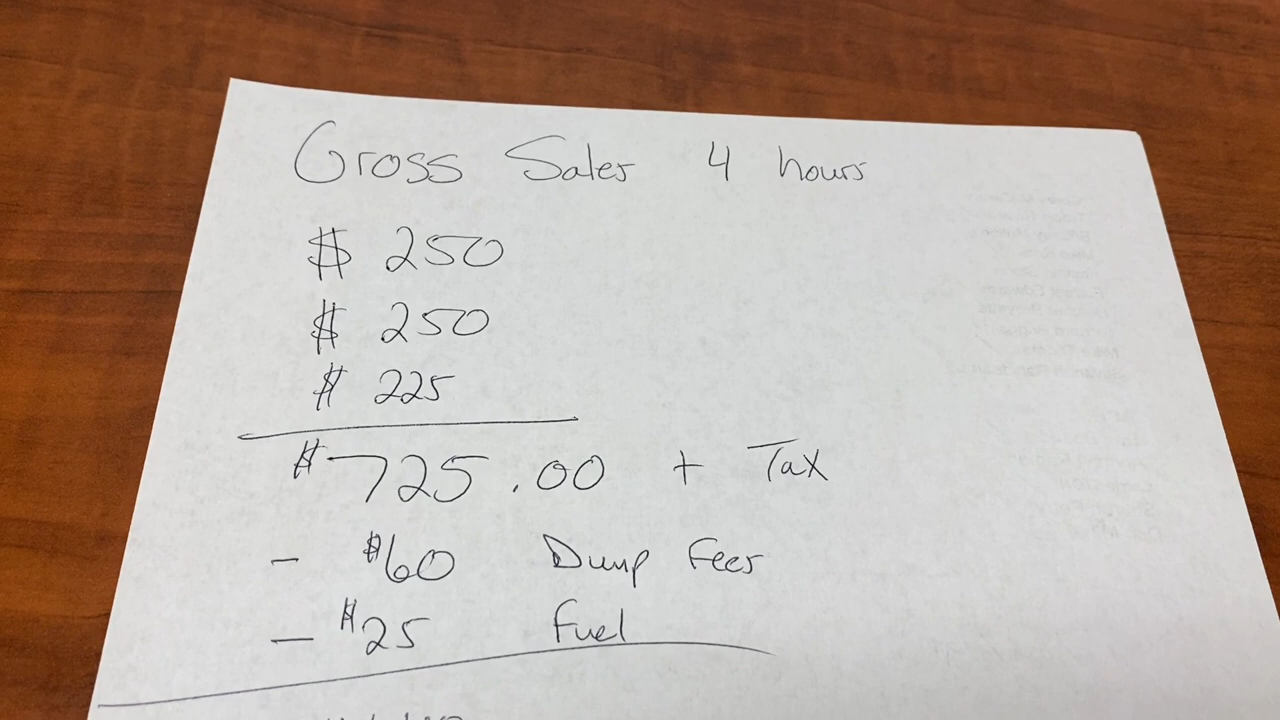 Gross Sales 4 hours
$ 250
$ 250
$ 225
$725.00 + Tax
- $60 Dump Fees
- $25 Fuel